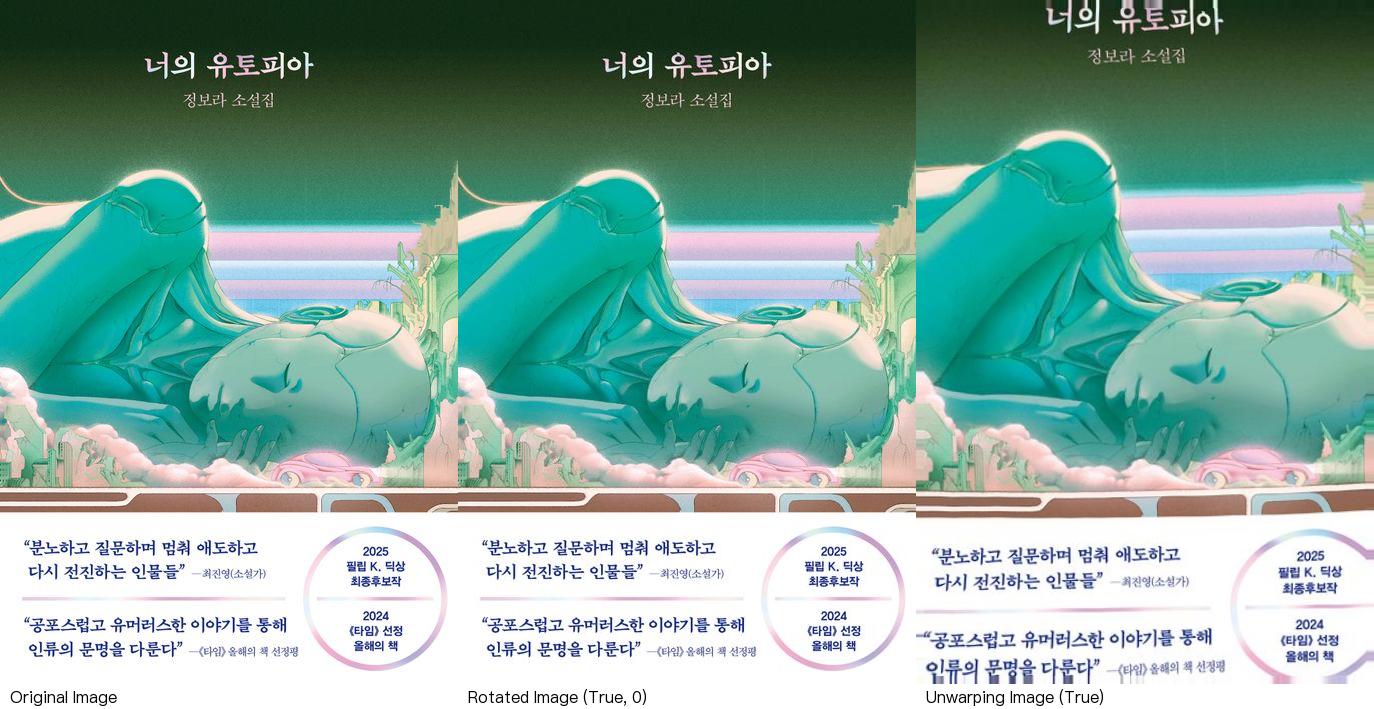 너의 유토피아
정보라 소설집
“분노하고 질문하며 멈춰 애도하고
다시 전진하는 인물들” —최진영(소설가)
“공포스럽고 유머러스한 이야기를 통해
인류의 문명을 다룬다” —《타임》 올해의 책 선정평
2025
필립 K. 딕상
최종후보작
2024
《타임》 선정
올해의 책
Original Image
너의 유토피아
정보라 소설집
“분노하고 질문하며 멈춰 애도하고
다시 전진하는 인물들” —최진영(소설가)
“공포스럽고 유머러스한 이야기를 통해
인류의 문명을 다룬다” —《타임》 올해의 책 선정평
2025
필립 K. 딕상
최종후보작
2024
《타임》 선정
올해의 책
Rotated Image (True, 0)
너의 유토피아
정보라 소설집
“분노하고 질문하며 멈춰 애도하고
다시 전진하는 인물들” —최진영(소설가)
“공포스럽고 유머러스한 이야기를 통해
인류의 문명을 다룬다” —《타임》 올해의 책 선정평
2025
필립 K. 딕상
최종후보작
2024
《타임》 선정
올해의 책
Unwarping Image (True)